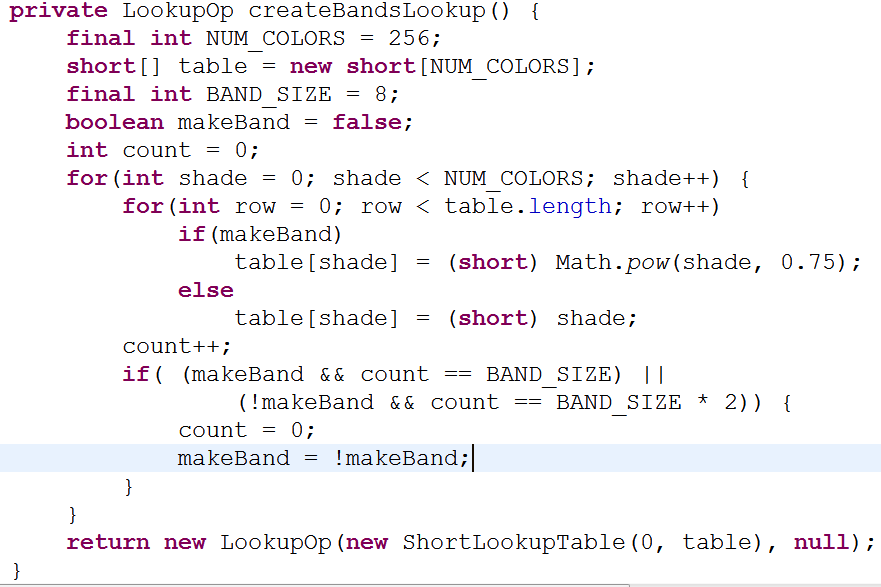 private LookupOp createBandsLookup() {
    final int NUM_COLORS = 256;
    short[] table = new short[NUM_COLORS];
    final int BAND_SIZE = 8;
    boolean makeBand = false;
    int count = 0;
    for(int shade = 0; shade < NUM_COLORS; shade++) {
        for(int row = 0; row < table.length; row++)
            if(makeBand)
                table[shade] = (short) Math.pow(shade, 0.75);
            else
                table[shade] = (short) shade;
        count++;
        if( (makeBand && count == BAND_SIZE) ||
                (!makeBand && count == BAND_SIZE * 2)) {
            count = 0;
            makeBand = !makeBand;
        }
    }
    return new LookupOp(new ShortLookupTable(0, table), null);
}